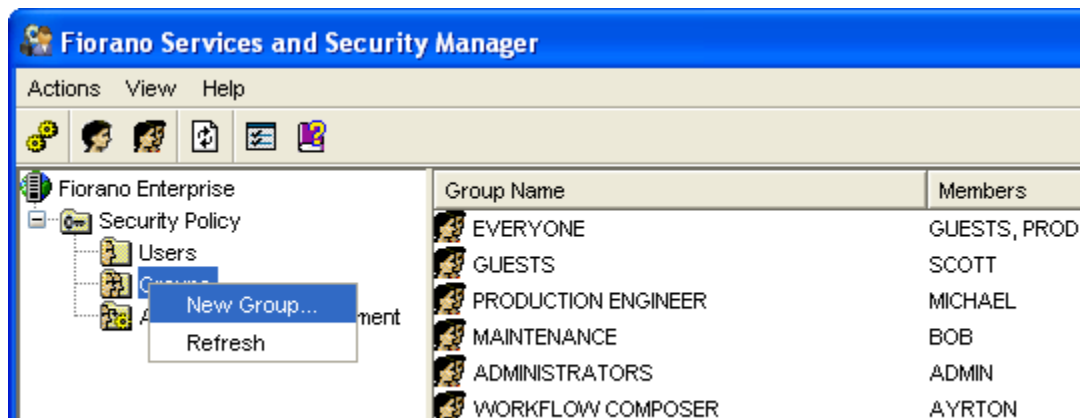 Fiorano Services and Security Manager
Actions View Help
Fiorano Enterprise
Security Policy
Users
New Group...
Refresh
ment
Group Name Members
EVERYONE GUESTS, PROD
GUESTS SCOTT
PRODUCTION ENGINEER MICHAEL
MAINTENANCE BOB
ADMINISTRATORS ADMIN
WORKFLOW COMPOSER AYRTON